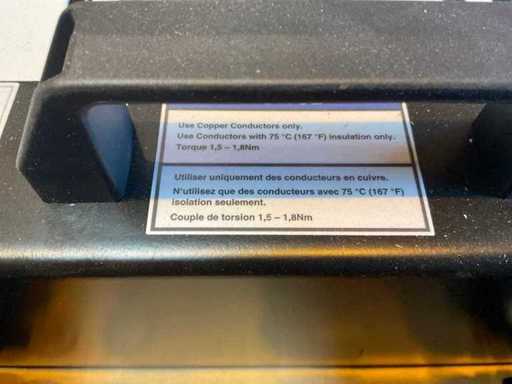 Use Copper Conductors only.
Use Conductors with 75 °C (167 °F) insulation only.
Torque 1,5 – 1,8Nm
Utiliser uniquement des conducteurs en cuivre.
N'utilisez que des conducteurs avec 75 °C (167 °F)
isolation seulement.
Couple de torsion 1,5 – 1,8Nm